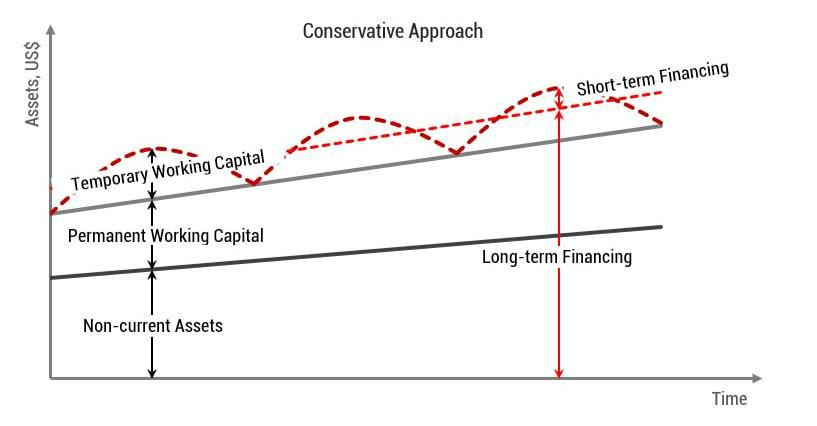 Conservative Approach
Assets, US$
Short-term Financing
Temporary Working Capital
Permanent Working Capital
Long-term Financing
Non-current Assets
Time